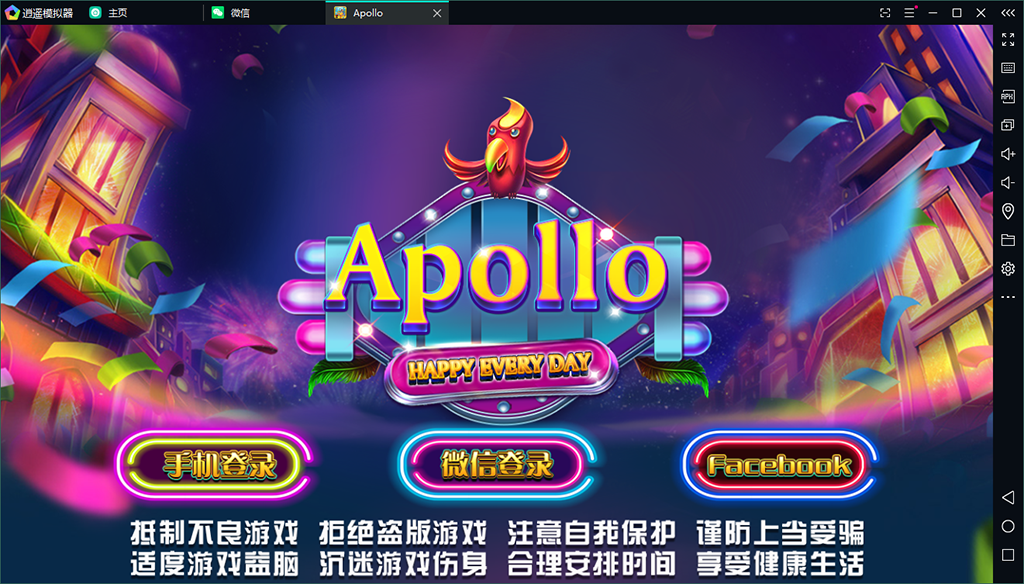 逍遥模拟器 主页 微信 Apollo
APK
Apollo
HAPPY EVERY DAY
手机登录 微信登录 Facebook
抵制不良游戏 拒绝盗版游戏 注意自我保护 谨防上当受骗
适度游戏益脑 沉迷游戏伤身 合理安排时间 享受健康生活